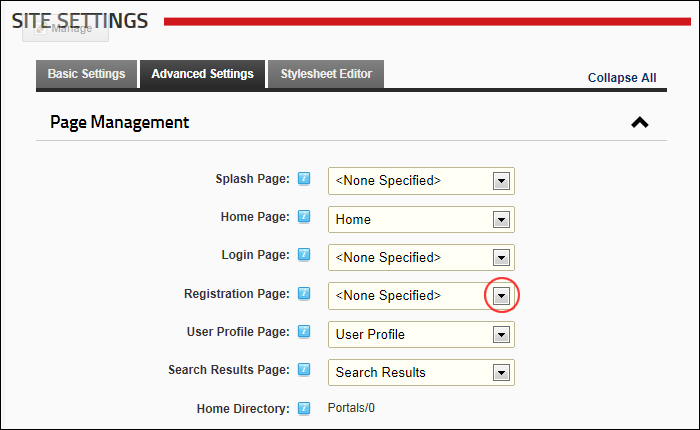 SITE SETTINGS
Manage
Basic Settings Advanced Settings Stylesheet Editor Collapse All
Page Management
Splash Page: <None Specified>
Home Page: Home
Login Page: <None Specified>
Registration Page: <None Specified>
User Profile Page: User Profile
Search Results Page: Search Results
Home Directory: Portals/0